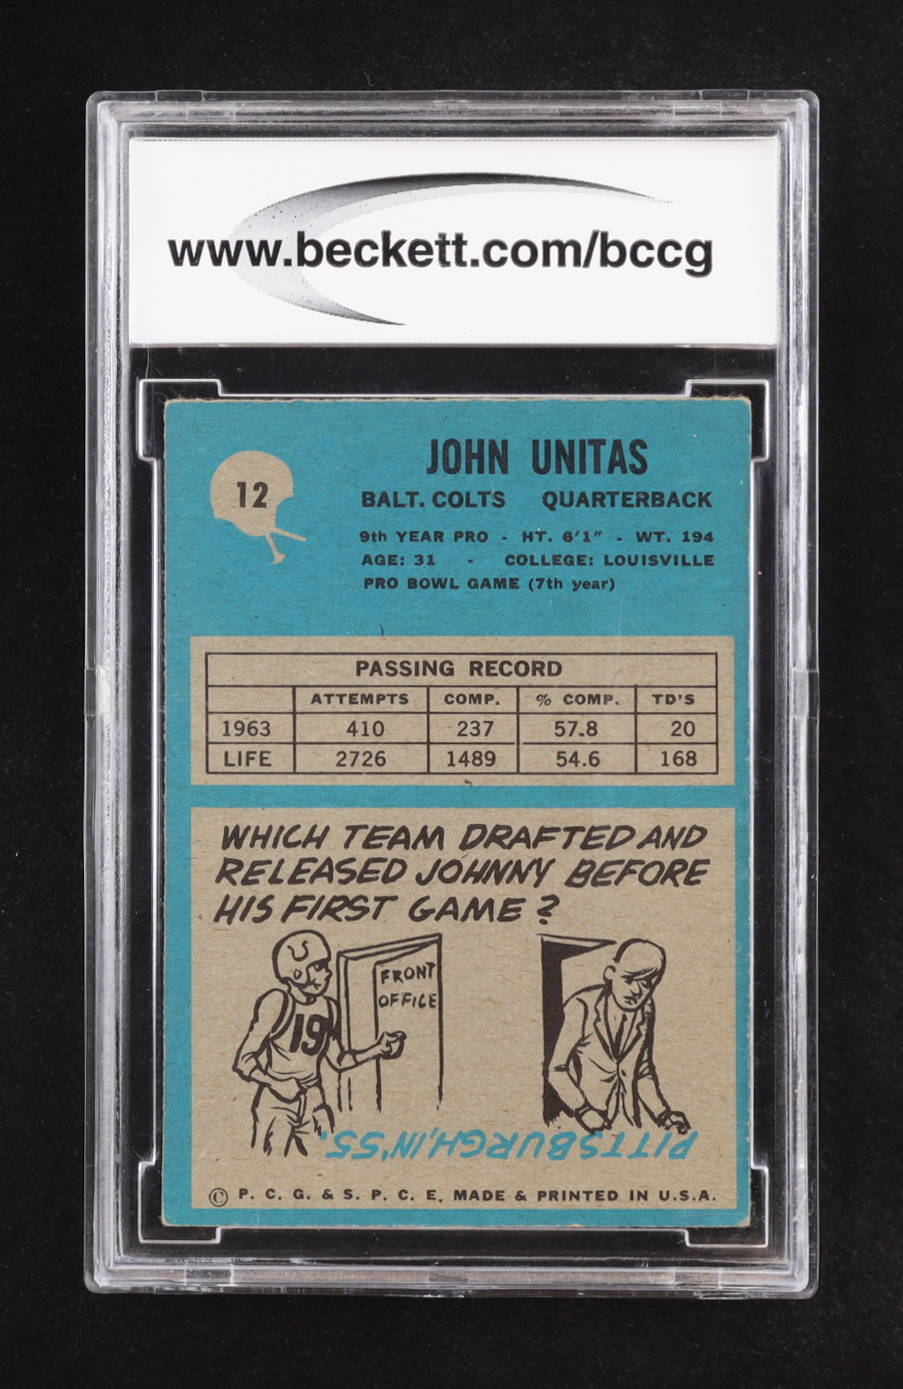 www.beckett.com/bccg
12
JOHN UNITAS
BALT. COLTS QUARTERBACK
9th YEAR PRO - HT. 6'1" - WT. 194
AGE: 31 - COLLEGE: LOUISVILLE
PRO BOWL GAME (7th year)
PASSING RECORD
ATTEMPTS COMP. % COMP. TD'S
1963 410 237 57.8 20
LIFE 2726 1489 54.6 168
WHICH TEAM DRAFTED AND
RELEASED JOHNNY BEFORE
HIS FIRST GAME?
FRONT
OFFICE
19
PITTSBURGH, IN '55.
© P. C. G. & S. P. C. E. MADE & PRINTED IN U.S.A.